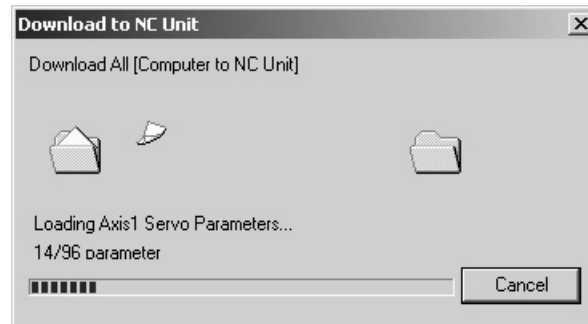 Download to NC Unit
Download All [Computer to NC Unit]
Loading Axis1 Servo Parameters...
14/96 parameter
Cancel